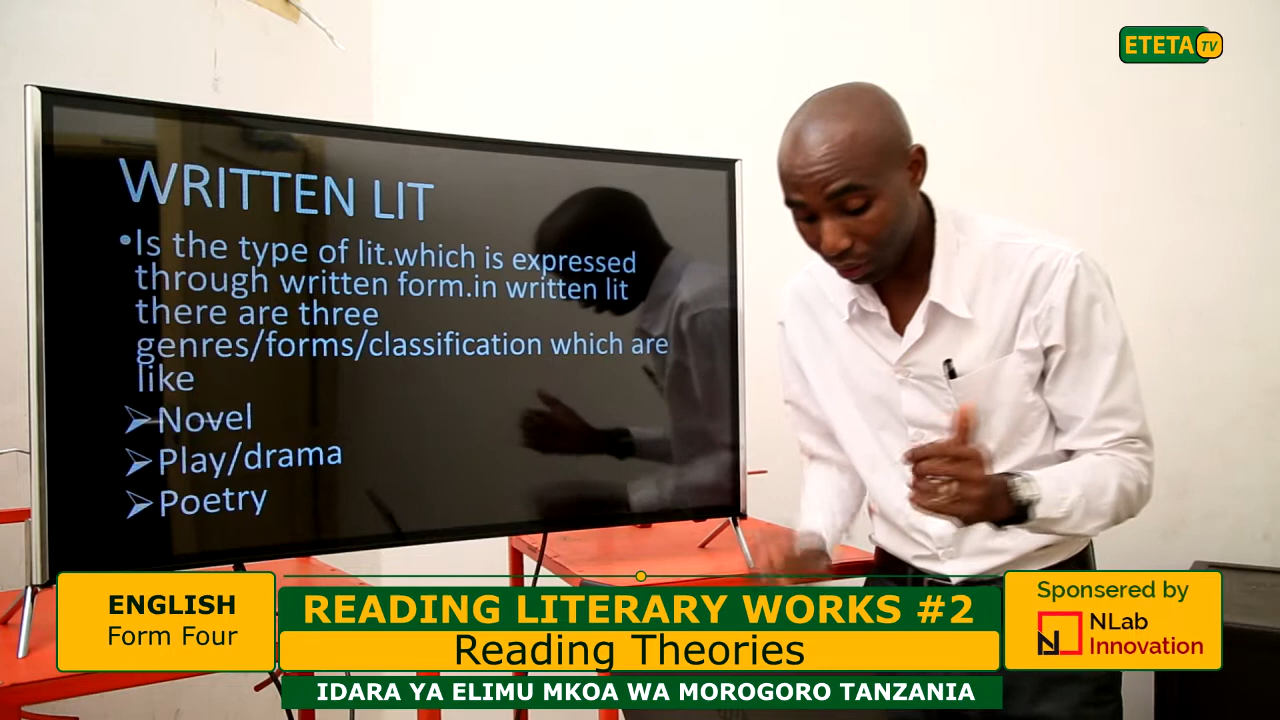 ETETA TV
WRITTEN LIT
•Is the type of lit.which is expressed
through written form.in written lit
there are three
genres/forms/classification which are
like
➢Novel
➢Play/drama
➢Poetry
ENGLISH
Form Four
READING LITERARY WORKS #2
Reading Theories
IDARA YA ELIMU MKOA WA MOROGORO TANZANIA
Sponsered by
N
NLab
Innovation